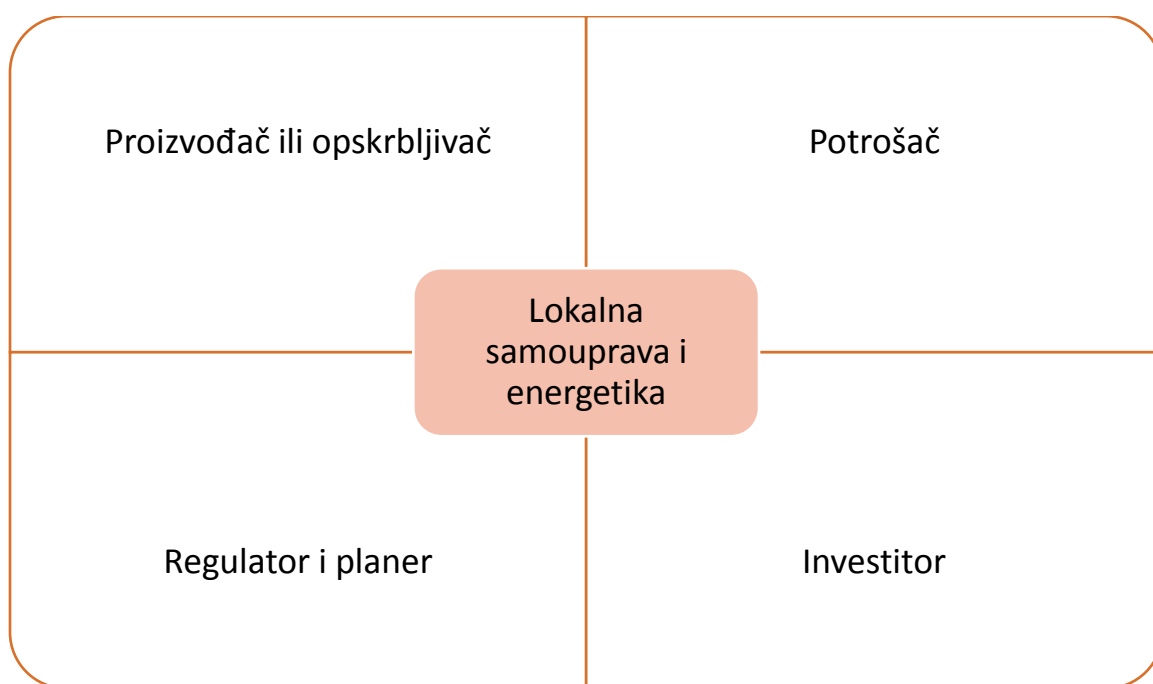 Proizvođač ili opskrbljivač
Potrošač
Lokalna
samouprava i
energetika
Regulator i planer
Investitor